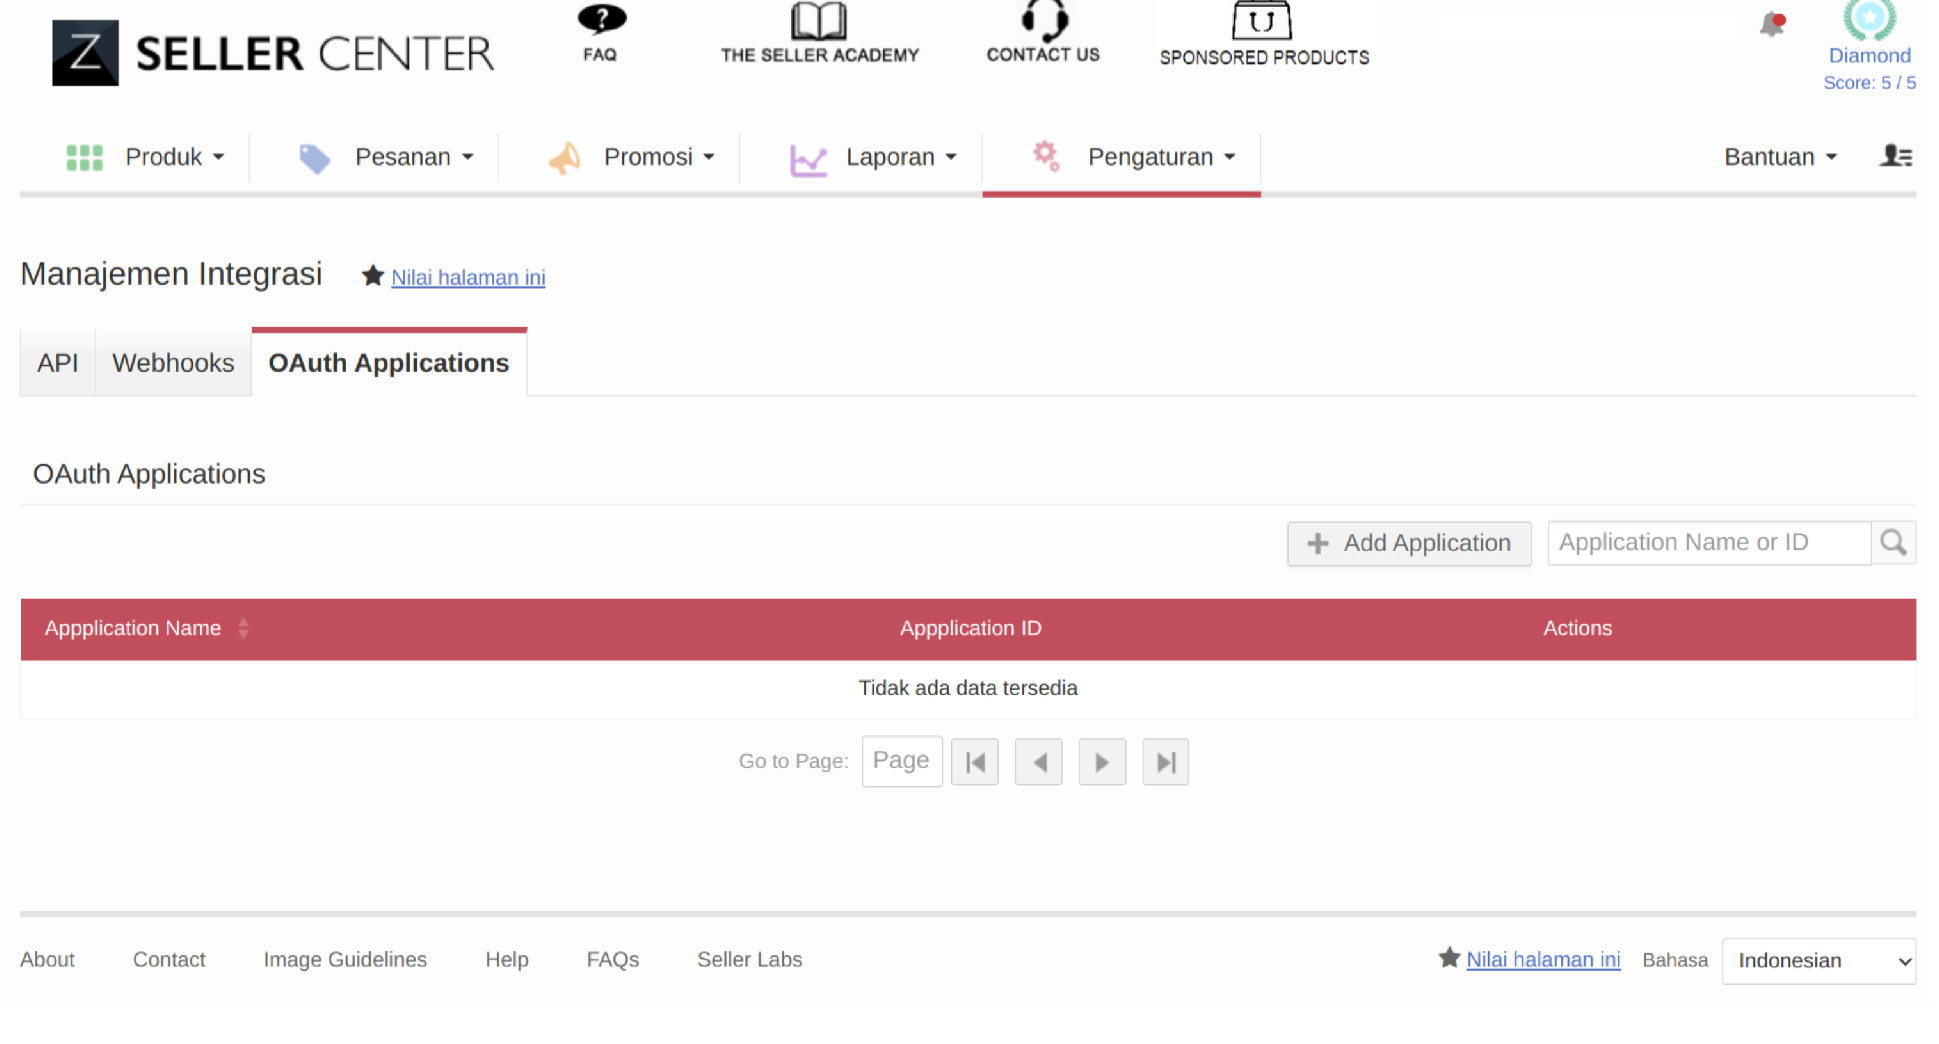 Z SELLER CENTER
?
FAQ
THE SELLER ACADEMY
CONTACT US
SPONSORED PRODUCTS
Diamond
Score: 5 / 5
Produk
Pesanan
Promosi
Laporan
Pengaturan
Bantuan
Manajemen Integrasi
Nilai halaman ini
API
Webhooks
OAuth Applications
OAuth Applications
Add Application
Application Name or ID
Appplication Name
Appplication ID
Actions
Tidak ada data tersedia
Go to Page:
Page
About
Contact
Image Guidelines
Help
FAQs
Seller Labs
Nilai halaman ini
Bahasa
Indonesian